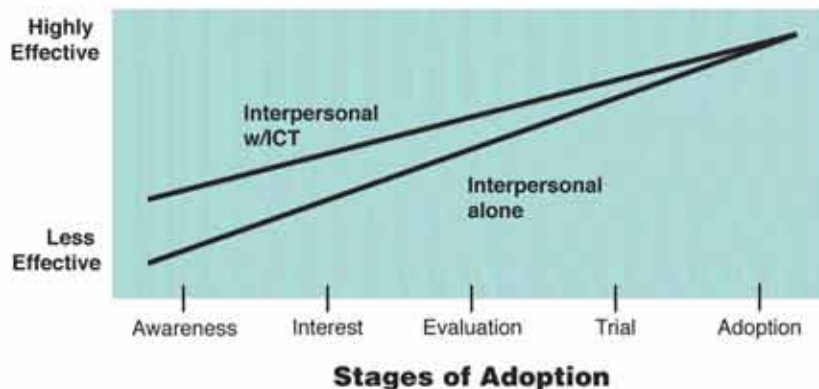 Highly
Effective
Interpersonal
w/ICT
Interpersonal
alone
Less
Effective
Awareness
Interest
Evaluation
Trial
Adoption
Stages of Adoption